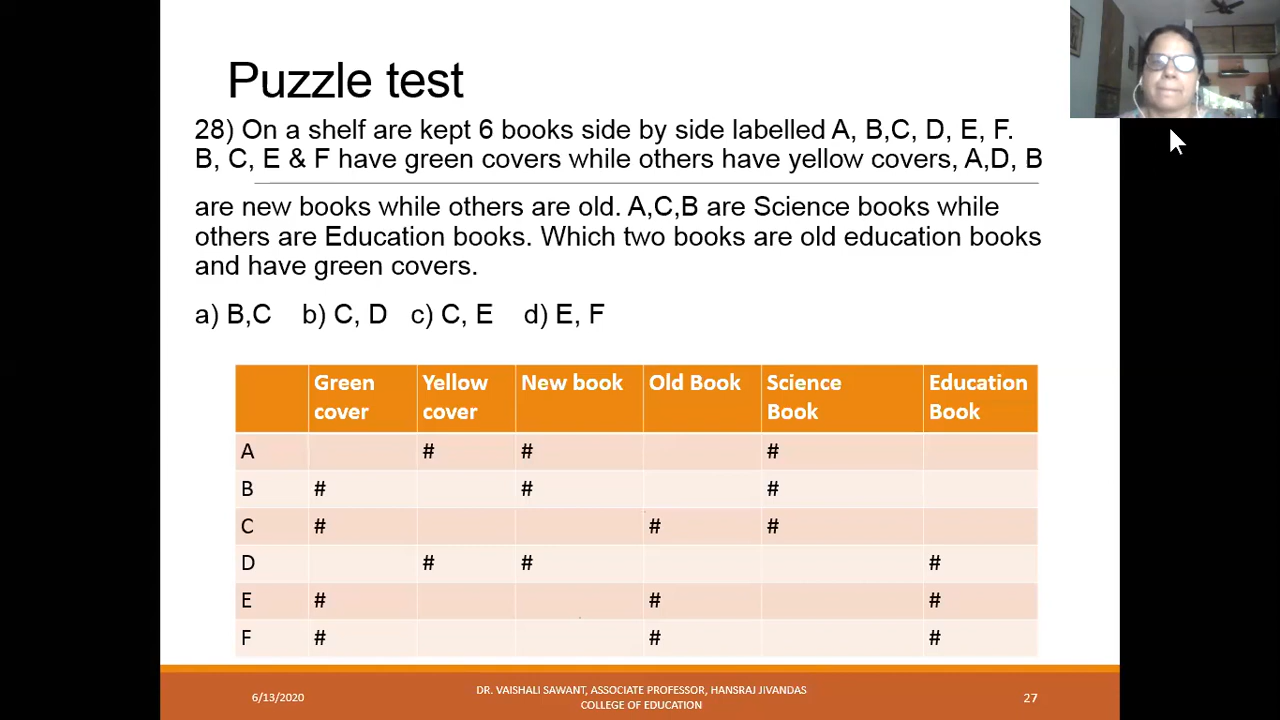 Puzzle test
28) On a shelf are kept 6 books side by side labelled A, B,C, D, E, F.
B, C, E & F have green covers while others have yellow covers, A,D, B
are new books while others are old. A,C,B are Science books while
others are Education books. Which two books are old education books
and have green covers.
a) B,C b) C, D c) C, E d) E, F
Green cover Yellow cover New book Old Book Science Book Education Book
A # # #
B # # #
C # # #
D # # #
E # # #
F # # #
6/13/2020
DR. VAISHALI SAWANT, ASSOCIATE PROFESSOR, HANSRAJ JIVANDAS
COLLEGE OF EDUCATION
27